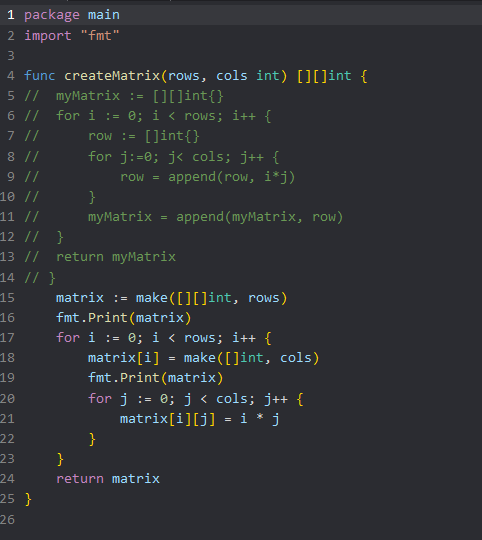 1 package main
2 import "fmt"
3
4 func createMatrix(rows, cols int) [][]int {
5 //  myMatrix := [][]int{}
6 //  for i := 0; i < rows; i++ {
7 //      row := []int{}
8 //      for j:=0; j< cols; j++ {
9 //          row = append(row, i*j)
10 //      }
11 //      myMatrix = append(myMatrix, row)
12 //  }
13 //  return myMatrix
14 // }
15     matrix := make([][]int, rows)
16     fmt.Print(matrix)
17     for i := 0; i < rows; i++ {
18         matrix[i] = make([]int, cols)
19         fmt.Print(matrix)
20         for j := 0; j < cols; j++ {
21             matrix[i][j] = i * j
22         }
23     }
24     return matrix
25 }
26